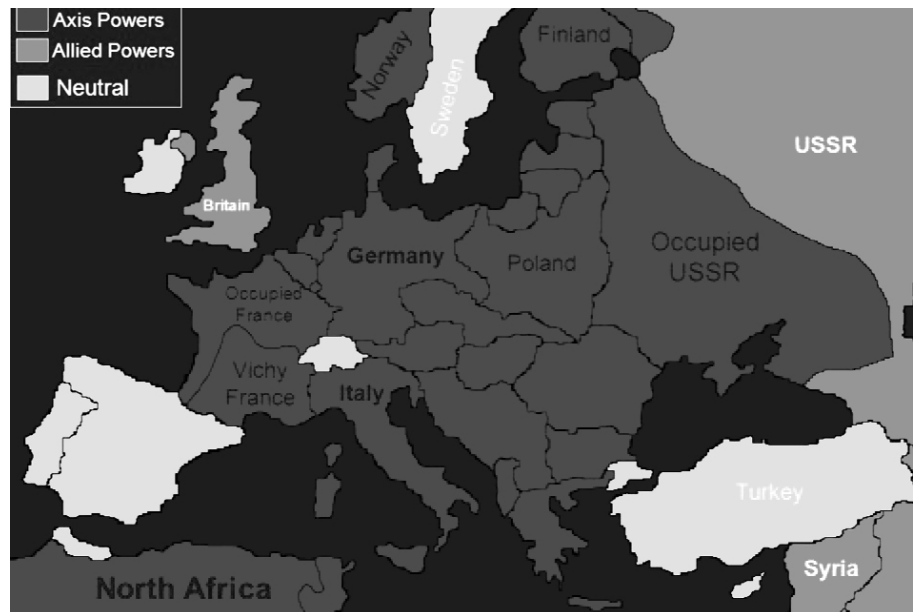 Axis Powers
Allied Powers
Neutral
Norway
Finland
Sweden
USSR
Britain
Germany
Poland
Occupied
USSR
Occupied
France
Vichy
France
Italy
Turkey
Syria
North Africa